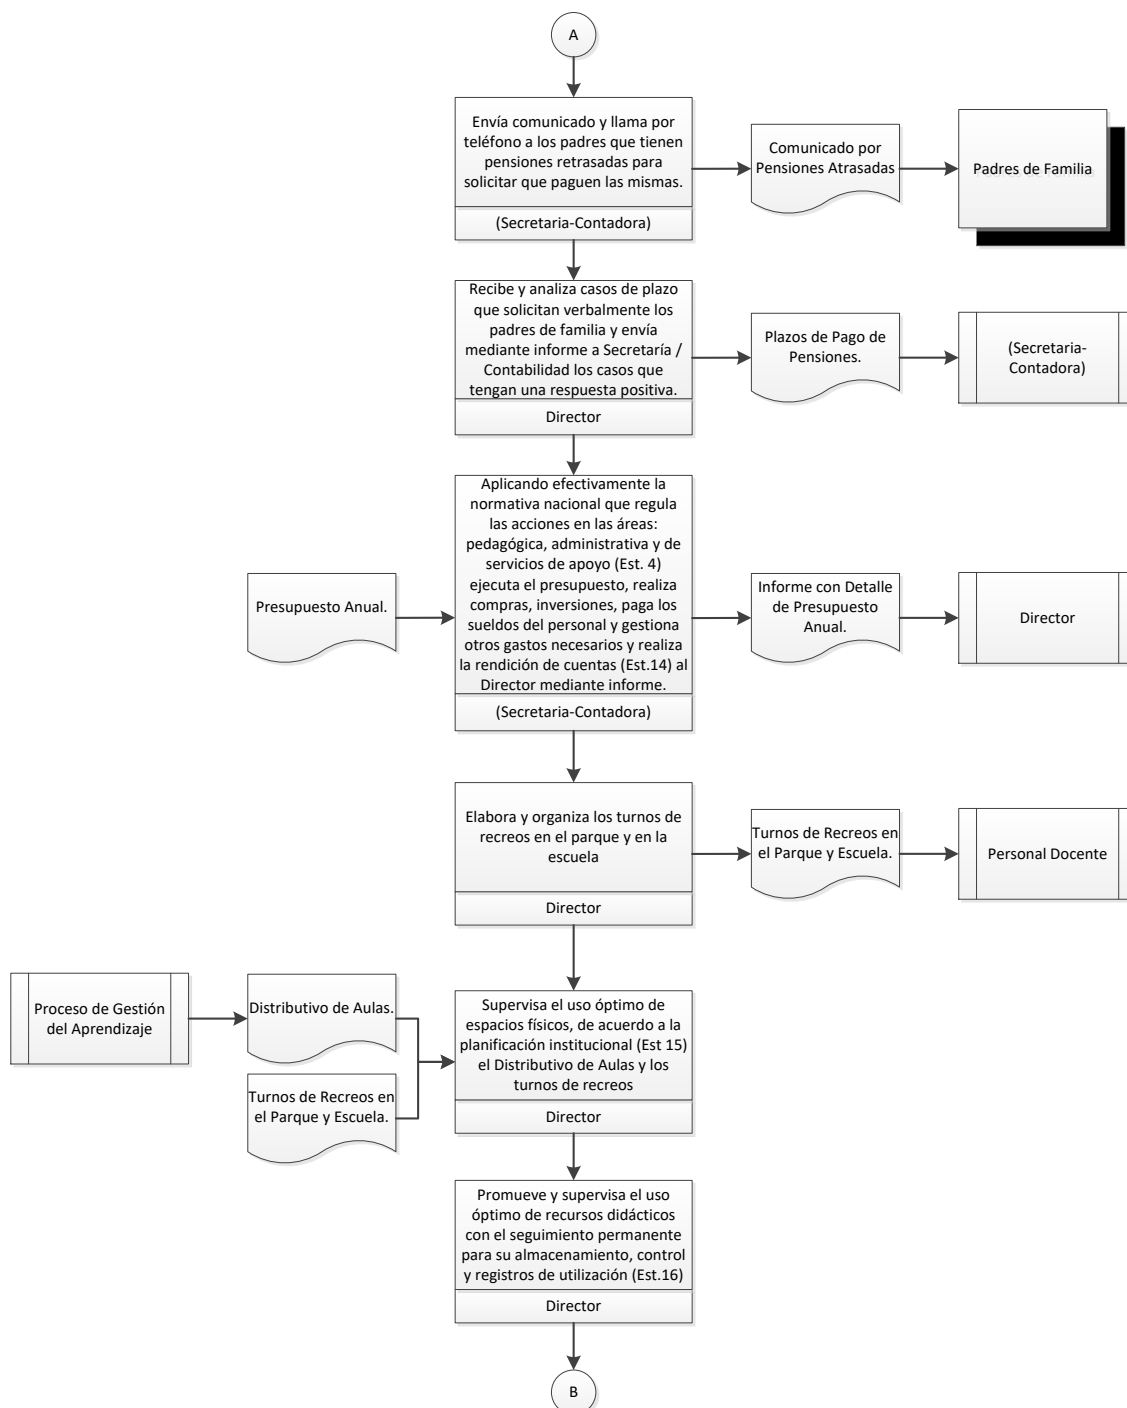 A
Envía comunicado y llama por
teléfono a los padres que tienen
pensiones retrasadas para
solicitar que paguen las mismas.
(Secretaria-Contadora)
Comunicado por
Pensiones Atrasadas
Padres de Familia
Recibe y analiza casos de plazo
que solicitan verbalmente los
padres de familia y envía
mediante informe a Secretaría /
Contabilidad los casos que
tengan una respuesta positiva.
Director
Plazos de Pago de
Pensiones.
(Secretaria-
Contadora)
Presupuesto Anual.
Aplicando efectivamente la
normativa nacional que regula
las acciones en las áreas:
pedagógica, administrativa y de
servicios de apoyo (Est. 4)
ejecuta el presupuesto, realiza
compras, inversiones, paga los
sueldos del personal y gestiona
otros gastos necesarios y realiza
la rendición de cuentas (Est.14) al
Director mediante informe.
(Secretaria-Contadora)
Informe con Detalle
de Presupuesto
Anual.
Director
Elabora y organiza los turnos de
recreos en el parque y en la
escuela
Director
Turnos de Recreos en
el Parque y Escuela.
Personal Docente
Proceso de Gestión
del Aprendizaje
Distributivo de Aulas.
Turnos de Recreos en
el Parque y Escuela.
Supervisa el uso óptimo de
espacios físicos, de acuerdo a la
planificación institucional (Est 15)
el Distributivo de Aulas y los
turnos de recreos
Director
Promueve y supervisa el uso
óptimo de recursos didácticos
con el seguimiento permanente
para su almacenamiento, control
y registros de utilización (Est.16)
Director
B